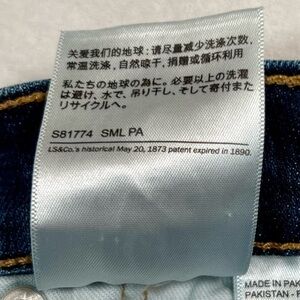 关爱我们的地球：请尽量减少洗涤次数，
常温洗涤，自然晾干，捐赠或循环利用
私たちの地球の為に。必要以上の洗濯
は避け、水で、吊り干し、そして寄付また
リサイクルへ。
S81774 SML PA
LS&Co.'s historical May 20, 1873 patent expired in 1890.
MADE IN PAK
PAKISTAN - F